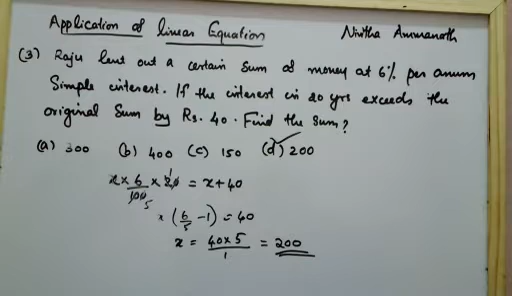 Application of linear Equation
Nivitha Ammanath
(3) Raju lent out a certain sum of money at 6% per anum
Simple interest. If the interest in 20 yrs exceeds the
original Sum by Rs. 40. Find the Sum?
(a) 300 (b) 400 (c) 150 (d) 200
x × 6/100 × 20 = x + 40
x (6/5 - 1) = 40
x = 40×5/1 = 200